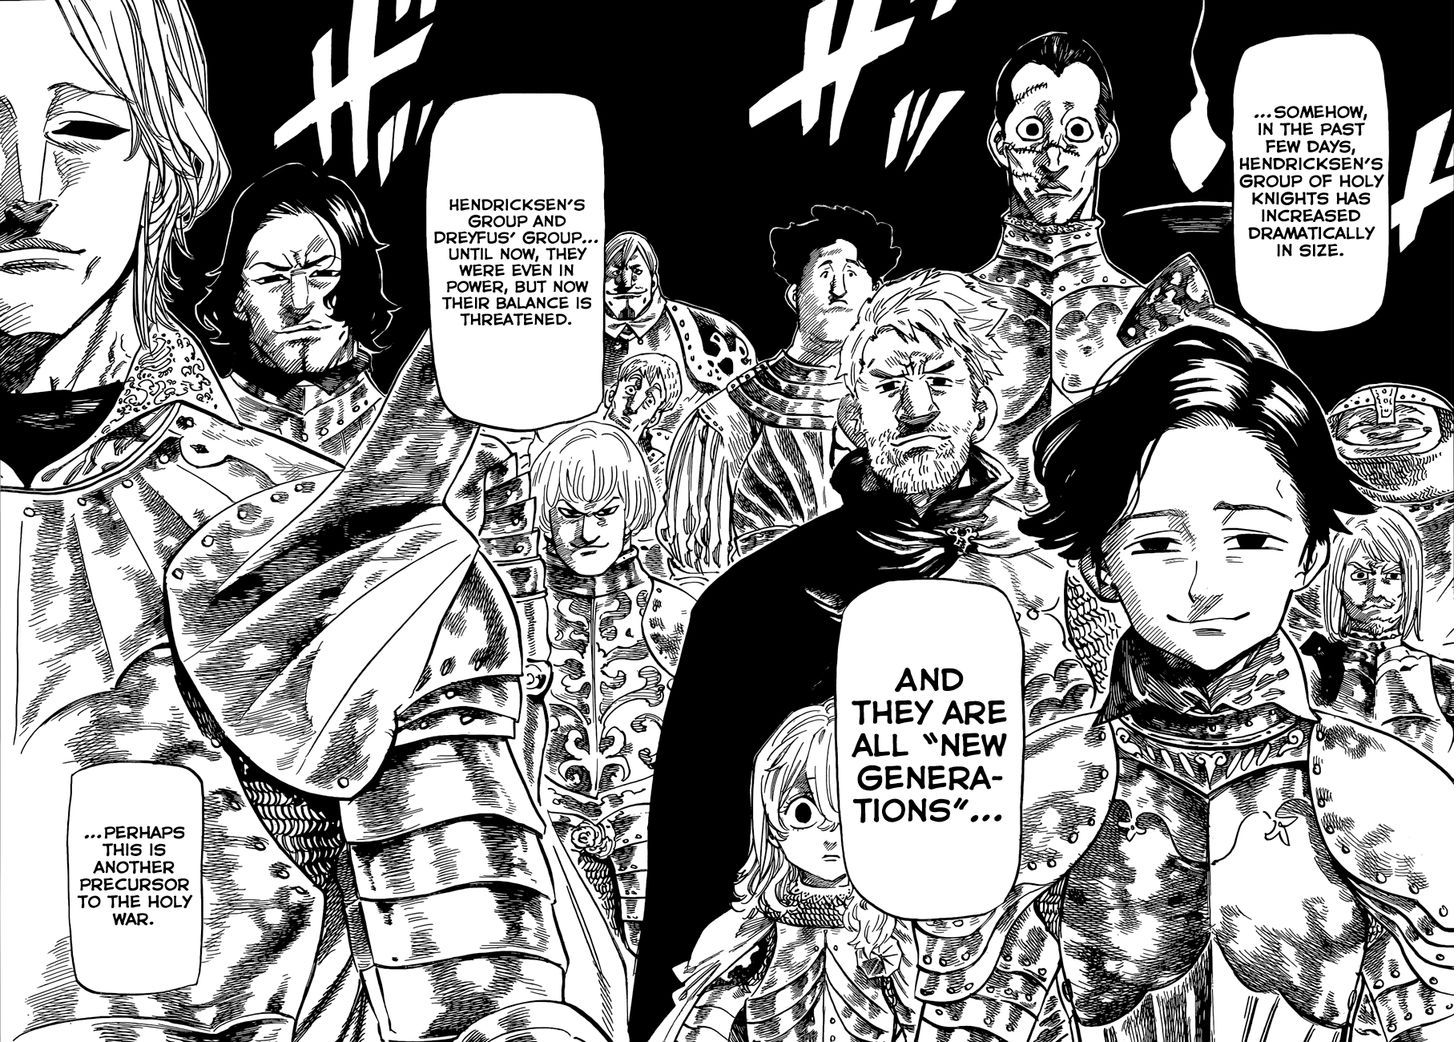 ...SOMEHOW,
IN THE PAST
FEW DAYS,
HENDRICKSEN'S
GROUP OF HOLY
KNIGHTS HAS
INCREASED
DRAMATICALLY
IN SIZE.
AND
THEY ARE
ALL "NEW
GENERA-
TIONS"...
HENDRICKSEN'S
GROUP AND
DREYFUS' GROUP...
UNTIL NOW, THEY
WERE EVEN IN
POWER, BUT NOW
THEIR BALANCE IS
THREATENED.
...PERHAPS
THIS IS
ANOTHER
PRECURSOR
TO THE HOLY
WAR.